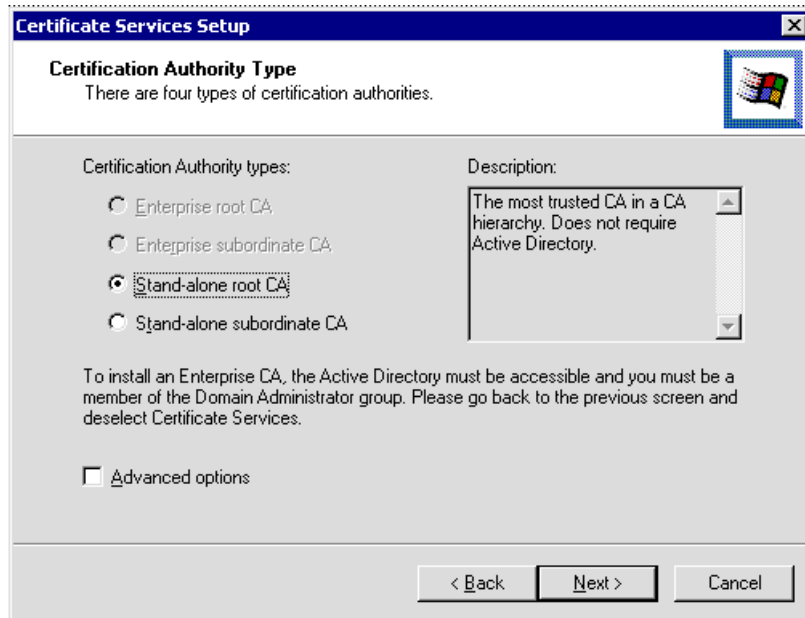 Certificate Services Setup
Certification Authority Type
There are four types of certification authorities.
Certification Authority types:
Enterprise root CA
Enterprise subordinate CA
Stand-alone root CA
Stand-alone subordinate CA
Description:
The most trusted CA in a CA
hierarchy. Does not require
Active Directory.
To install an Enterprise CA, the Active Directory must be accessible and you must be a
member of the Domain Administrator group. Please go back to the previous screen and
deselect Certificate Services.
Advanced options
< Back
Next >
Cancel